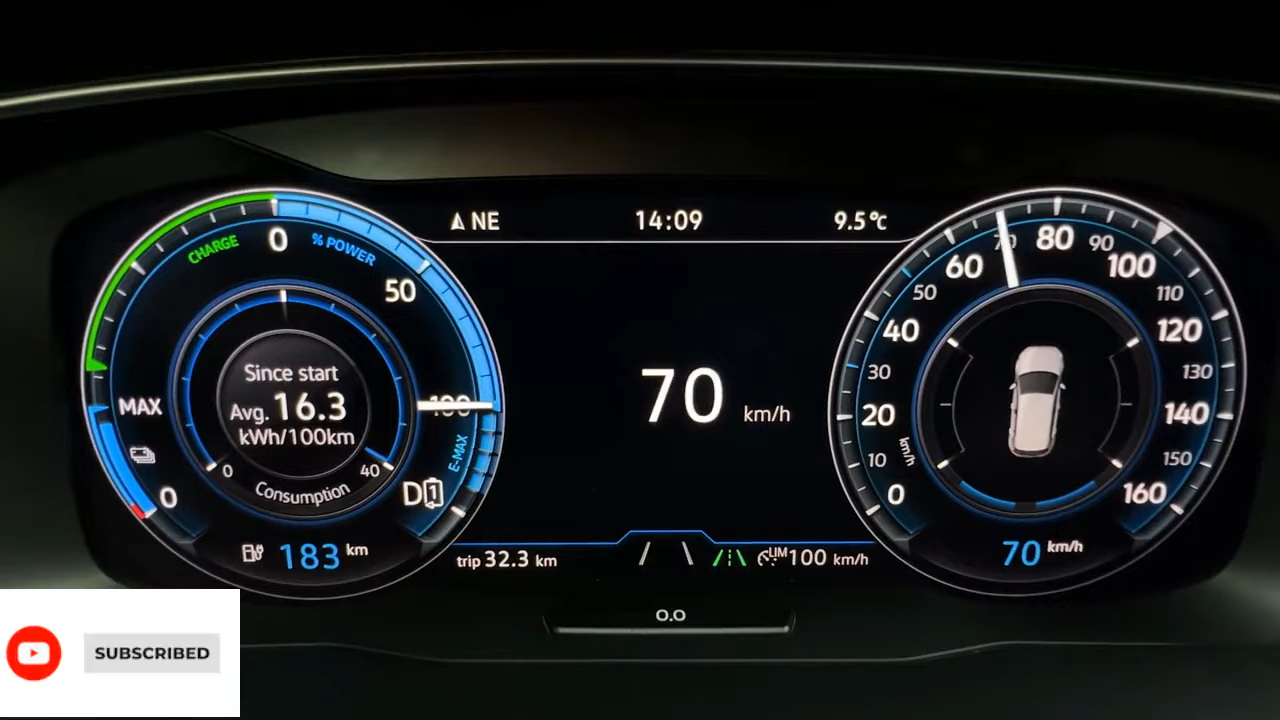 NE
14:09
9.5°C
CHARGE
0
% POWER
50
100
E-MAX
MAX
0
Since start
Avg. 16.3
kWh/100km
0
40
Consumption
D
1
183 km
70 km/h
trip 32.3 km
LIM 100 km/h
0.0
0
10
20
30
40
50
60
70
80
90
100
110
120
130
140
150
160
km/h
70 km/h
SUBSCRIBED